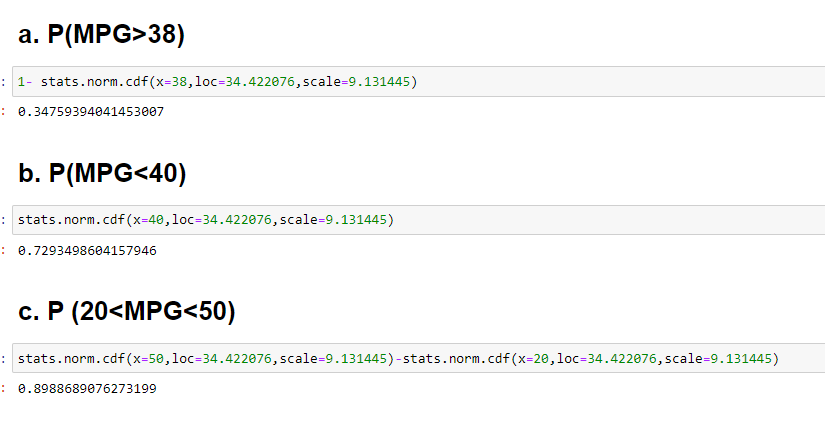 a. P(MPG>38)
: 1- stats.norm.cdf(x=38,loc=34.422076,scale=9.131445)
: 0.34759394041453007
b. P(MPG<40)
: stats.norm.cdf(x=40,loc=34.422076,scale=9.131445)
: 0.7293498604157946
c. P (20<MPG<50)
: stats.norm.cdf(x=50,loc=34.422076,scale=9.131445)-stats.norm.cdf(x=20,loc=34.422076,scale=9.131445)
: 0.8988689076273199